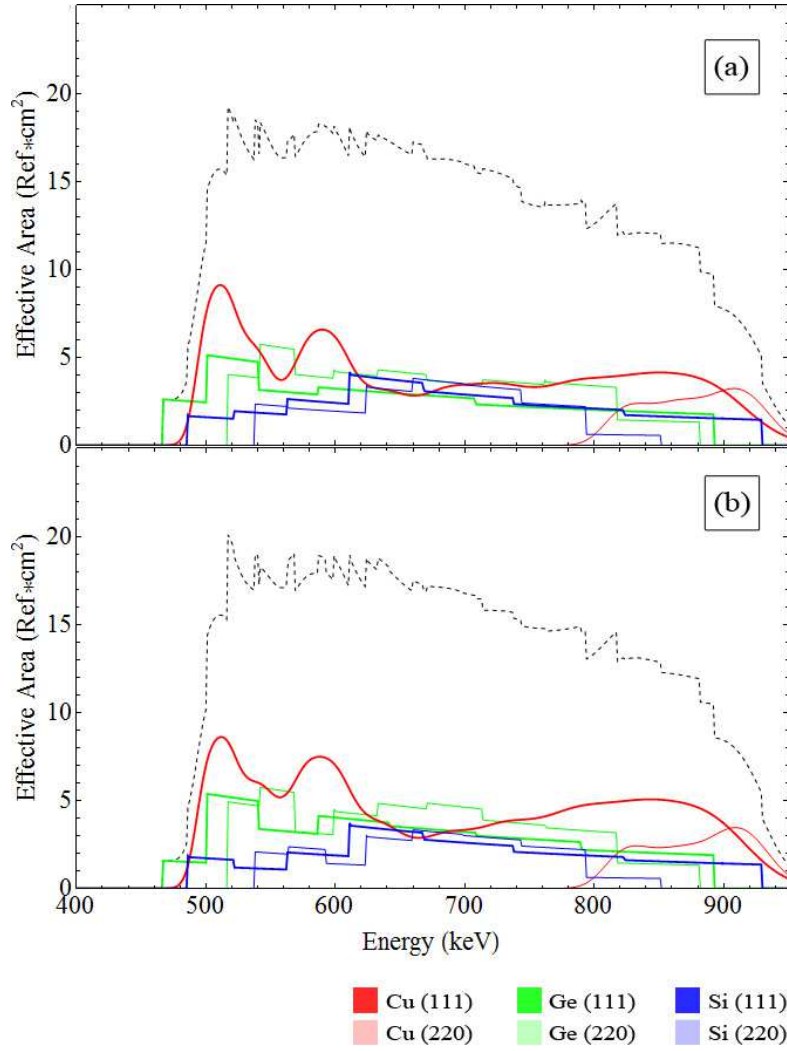 (a)
20
15
10
5
0
Effective Area (Ref*cm²)
(b)
20
15
10
5
0
Effective Area (Ref*cm²)
400 500 600 700 800 900
Energy (keV)
Cu (111) Ge (111) Si (111)
Cu (220) Ge (220) Si (220)